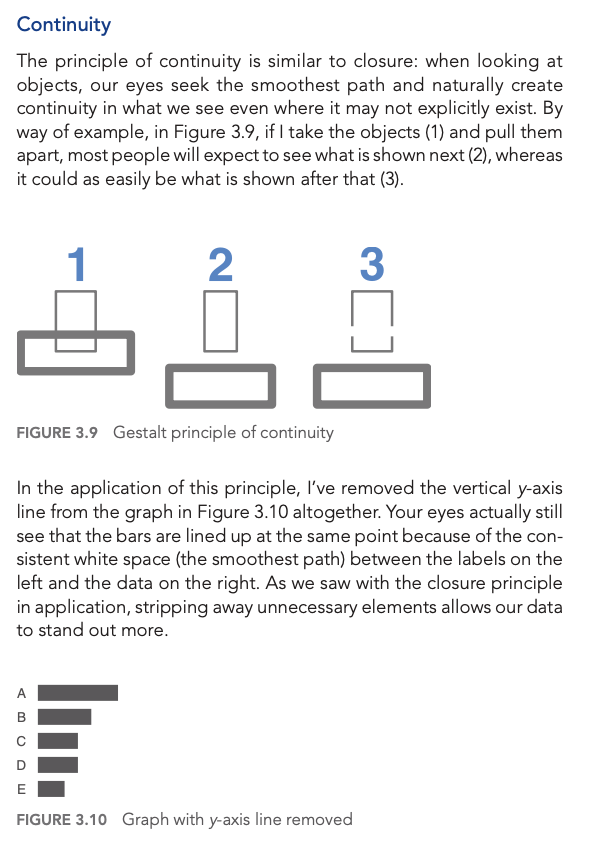 Continuity
The principle of continuity is similar to closure: when looking at
objects, our eyes seek the smoothest path and naturally create
continuity in what we see even where it may not explicitly exist. By
way of example, in Figure 3.9, if I take the objects (1) and pull them
apart, most people will expect to see what is shown next (2), whereas
it could as easily be what is shown after that (3).
1 2 3
FIGURE 3.9 Gestalt principle of continuity
In the application of this principle, I’ve removed the vertical y-axis
line from the graph in Figure 3.10 altogether. Your eyes actually still
see that the bars are lined up at the same point because of the con-
sistent white space (the smoothest path) between the labels on the
left and the data on the right. As we saw with the closure principle
in application, stripping away unnecessary elements allows our data
to stand out more.
A
B
C
D
E
FIGURE 3.10 Graph with y-axis line removed